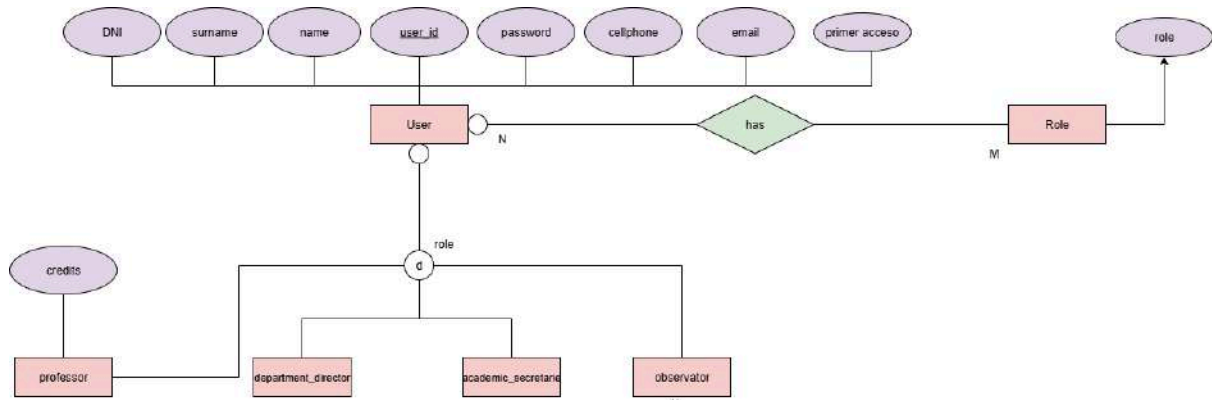 DNI
surname
name
user_id
password
cellphone
email
primer acceso
role
User
N
has
M
Role
role
d
credits
professor
department_director
academic_secretarie
observator